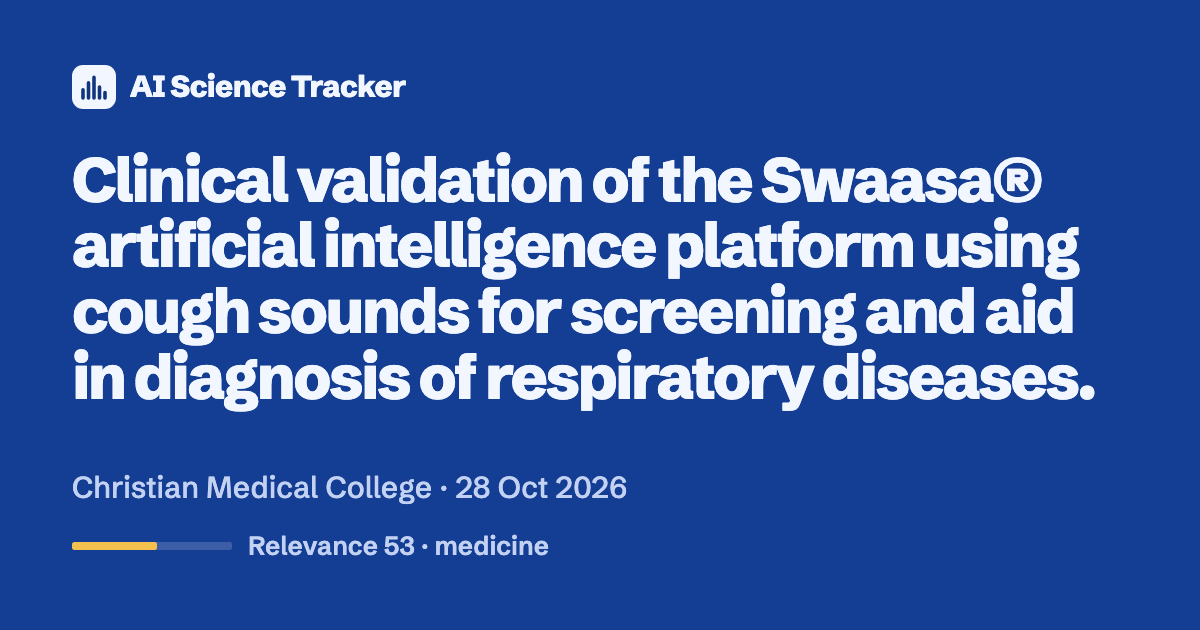 AI Science Tracker
Clinical validation of the Swaasa®
artificial intelligence platform using
cough sounds for screening and aid
in diagnosis of respiratory diseases.
Christian Medical College · 28 Oct 2026
Relevance 53 · medicine